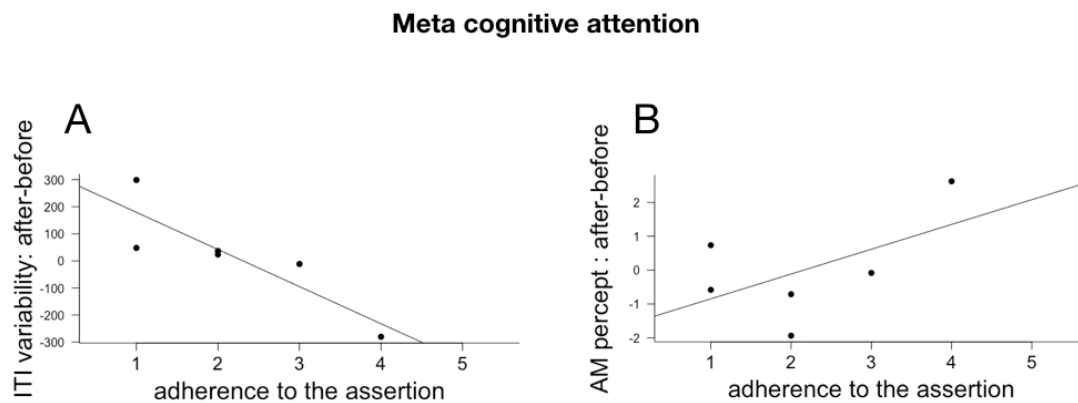 Meta cognitive attention
A
ITI variability: after-before
300
200
100
0
-100
-200
-300
1 2 3 4 5
adherence to the assertion
B
AM percept : after-before
2
1
0
-1
-2
1 2 3 4 5
adherence to the assertion